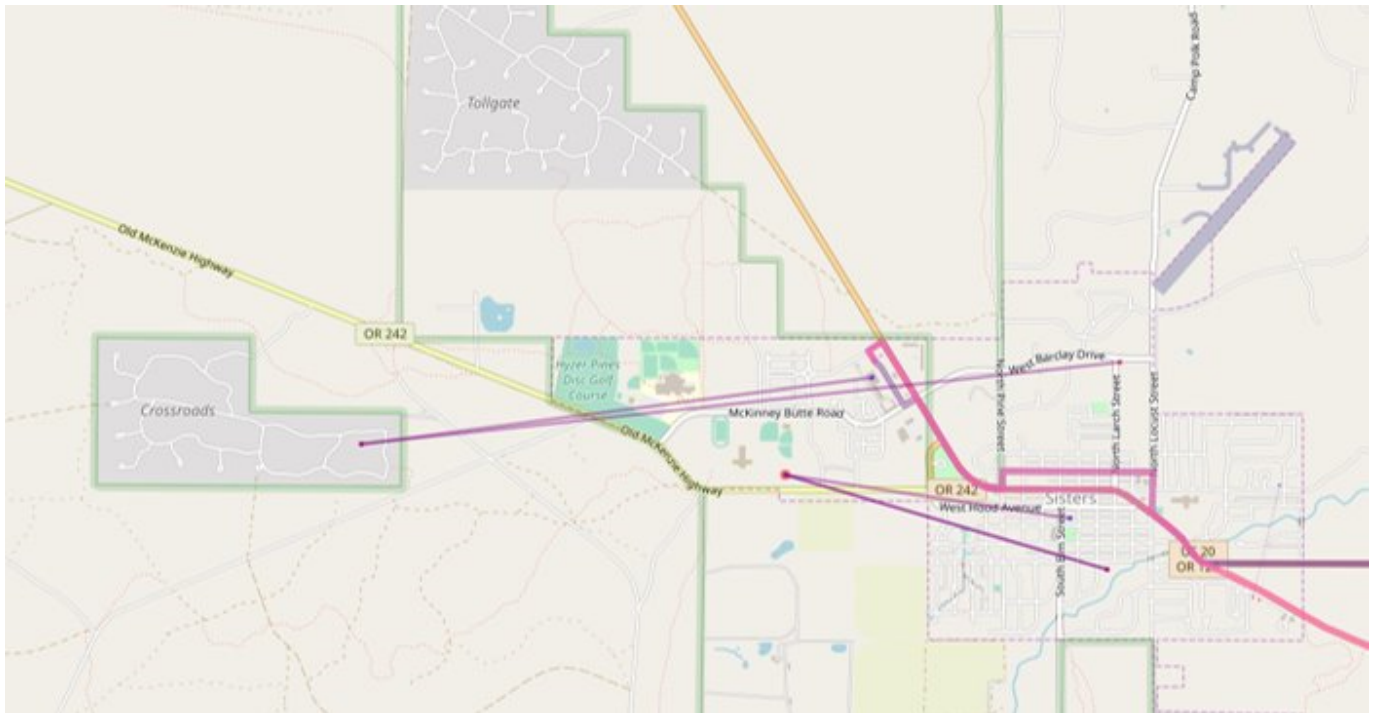 Tollgate
Camp Polk Road
Old McKenzie Highway
OR 242
Hyzer Pines
Disc Golf
Course
West Barclay Drive
North Pine Street
Crossroads
McKinney Butte Road
North Larch Street
North Locust Street
Old McKenzie Highway
OR 242
Sisters
West Hood Avenue
South Elm Street
20
OR